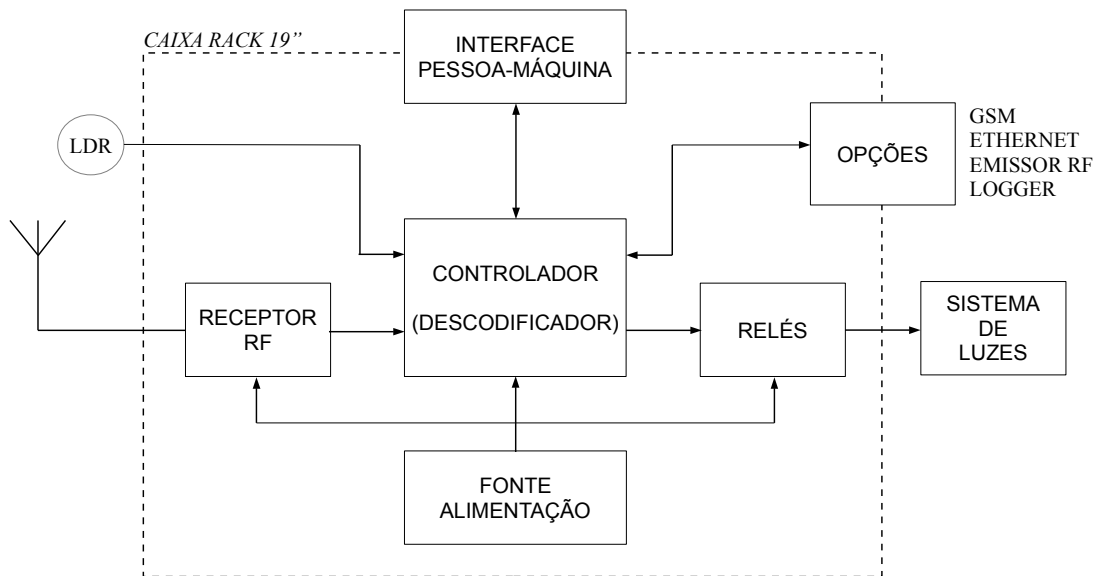 CAIXA RACK 19”
INTERFACE
PESSOA-MÁQUINA
LDR
OPÇÕES
GSM
ETHERNET
EMISSOR RF
LOGGER
CONTROLADOR
(DESCODIFICADOR)
RECEPTOR
RF
RELÉS
SISTEMA
DE
LUZES
FONTE
ALIMENTAÇÃO